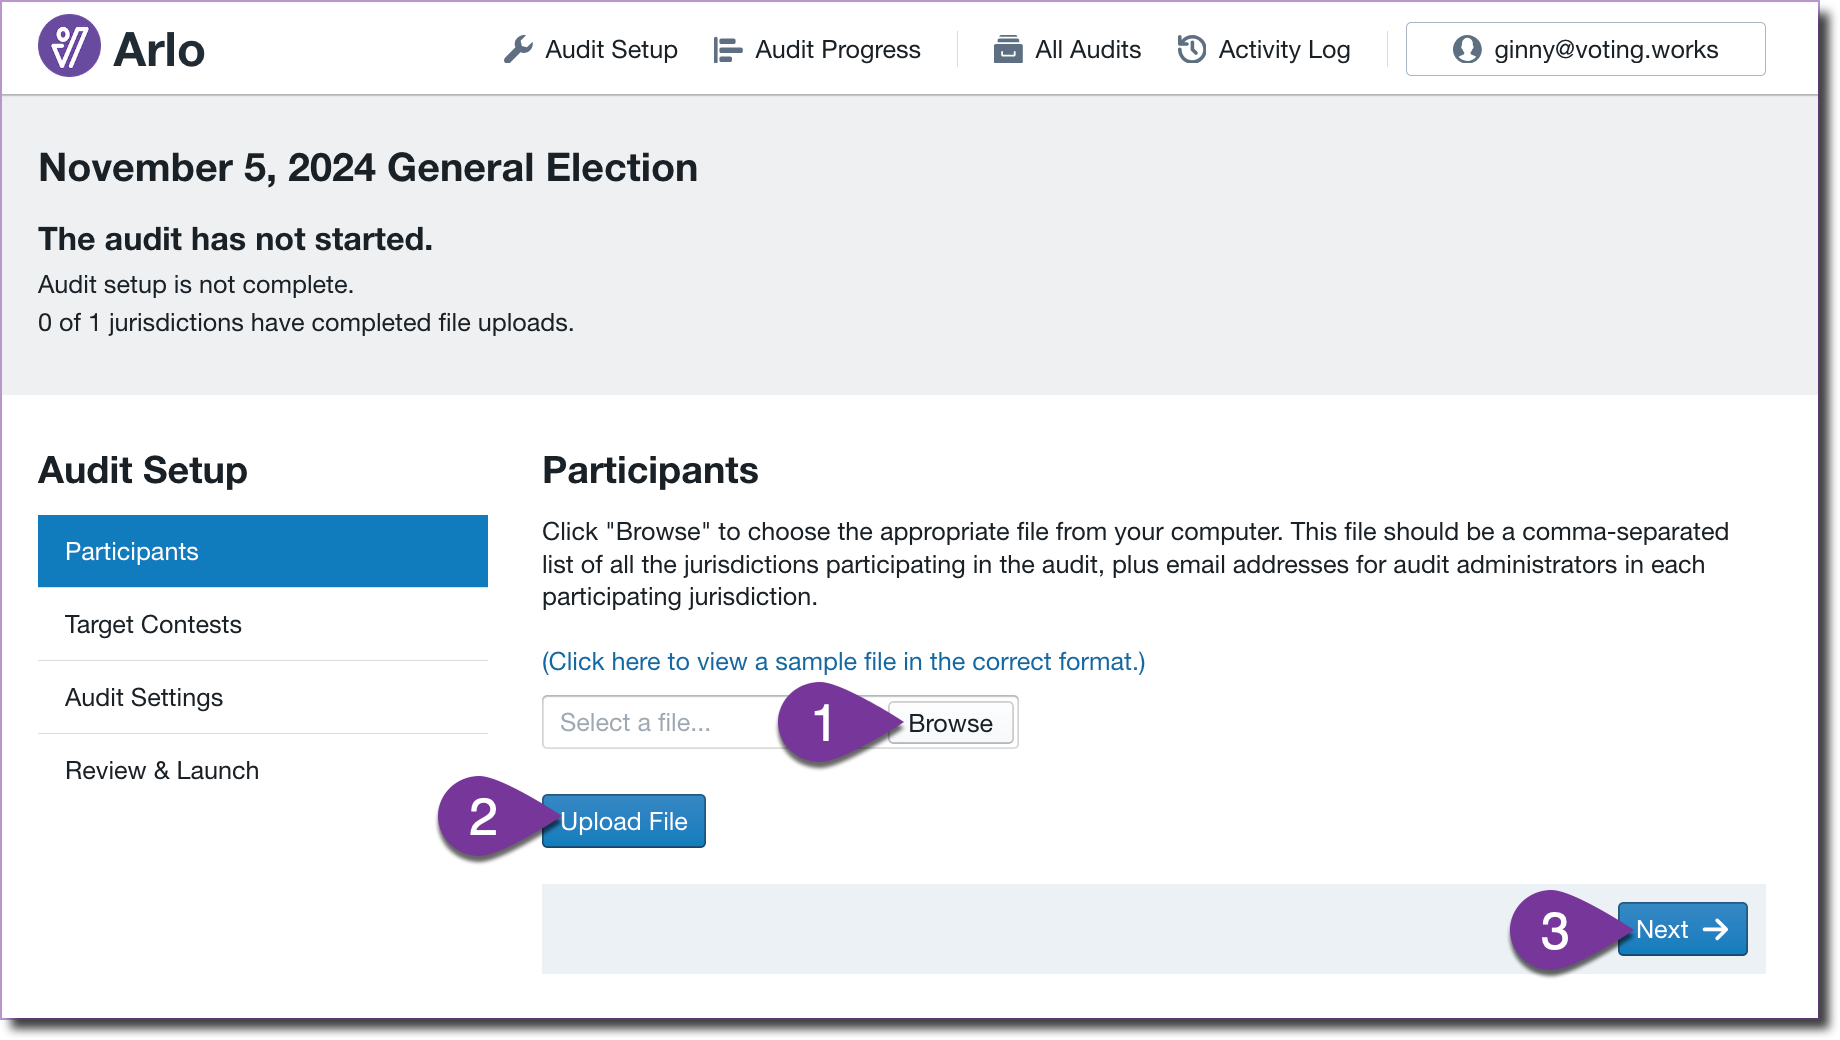 Arlo
Audit Setup
Audit Progress
All Audits
Activity Log
ginny@voting.works
November 5, 2024 General Election
The audit has not started.
Audit setup is not complete.
0 of 1 jurisdictions have completed file uploads.
Audit Setup
Participants
Target Contests
Audit Settings
Review & Launch
Participants
Click "Browse" to choose the appropriate file from your computer. This file should be a comma-separated
list of all the jurisdictions participating in the audit, plus email addresses for audit administrators in each
participating jurisdiction.
(Click here to view a sample file in the correct format.)
Select a file...
1
Browse
2
Upload File
3
Next